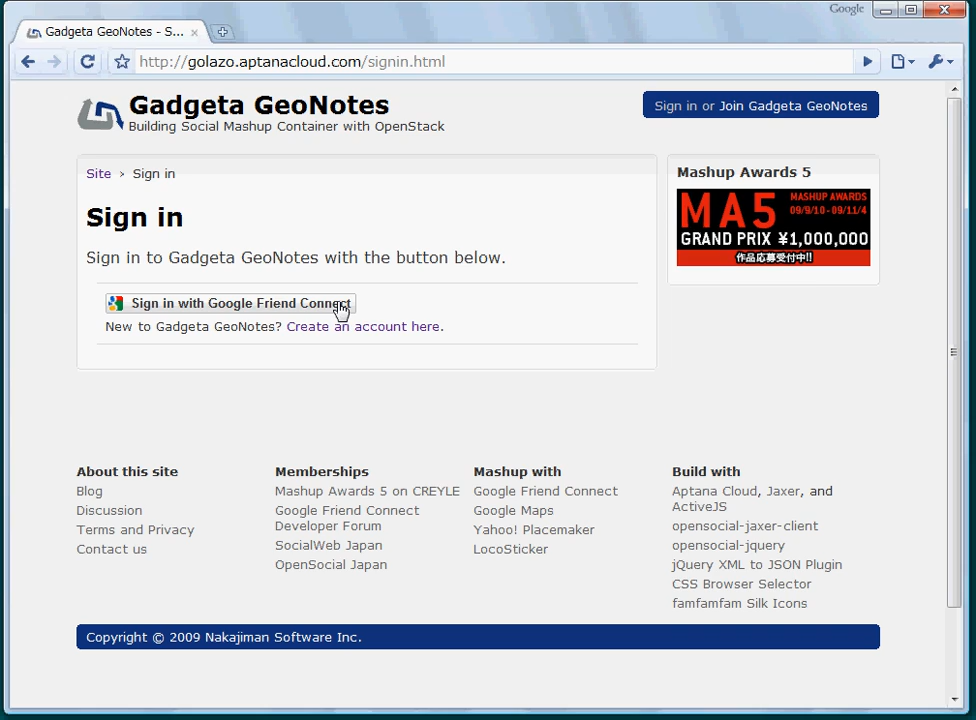 Google
Gadgeta GeoNotes - S...
http://golazo.aptanacloud.com/signin.html
Gadgeta GeoNotes
Building Social Mashup Container with OpenStack
Sign in or Join Gadgeta GeoNotes
Site › Sign in
Sign in
Sign in to Gadgeta GeoNotes with the button below.
Sign in with Google Friend Connect
New to Gadgeta GeoNotes? Create an account here.
Mashup Awards 5
MA5
MASHUP AWARDS
09/9/10 - 09/11/4
GRAND PRIX ¥1,000,000
作品応募受付中!!
About this site
Blog
Discussion
Terms and Privacy
Contact us
Memberships
Mashup Awards 5 on CREYLE
Google Friend Connect
Developer Forum
SocialWeb Japan
OpenSocial Japan
Mashup with
Google Friend Connect
Google Maps
Yahoo! Placemaker
LocoSticker
Build with
Aptana Cloud, Jaxer, and
ActiveJS
opensocial-jaxer-client
opensocial-jquery
jQuery XML to JSON Plugin
CSS Browser Selector
famfamfam Silk Icons
Copyright © 2009 Nakajiman Software Inc.